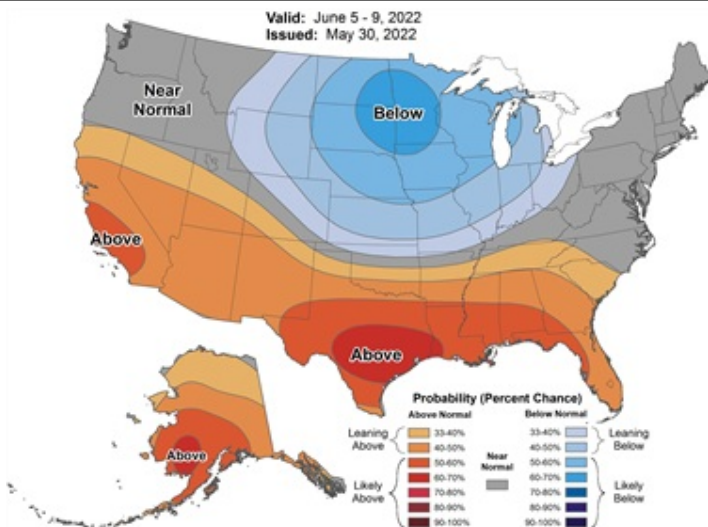 Valid: June 5 - 9, 2022
Issued: May 30, 2022
Near
Normal
Below
Above
Above
Above
Probability (Percent Chance)
Above Normal
Below Normal
Leaning
Above
33-40%
40-50%
Likely
Above
50-60%
60-70%
70-80%
80-90%
90-100%
Near
Normal
33-40%
40-50%
Leaning
Below
50-60%
60-70%
70-80%
80-90%
90-100%
Likely
Below